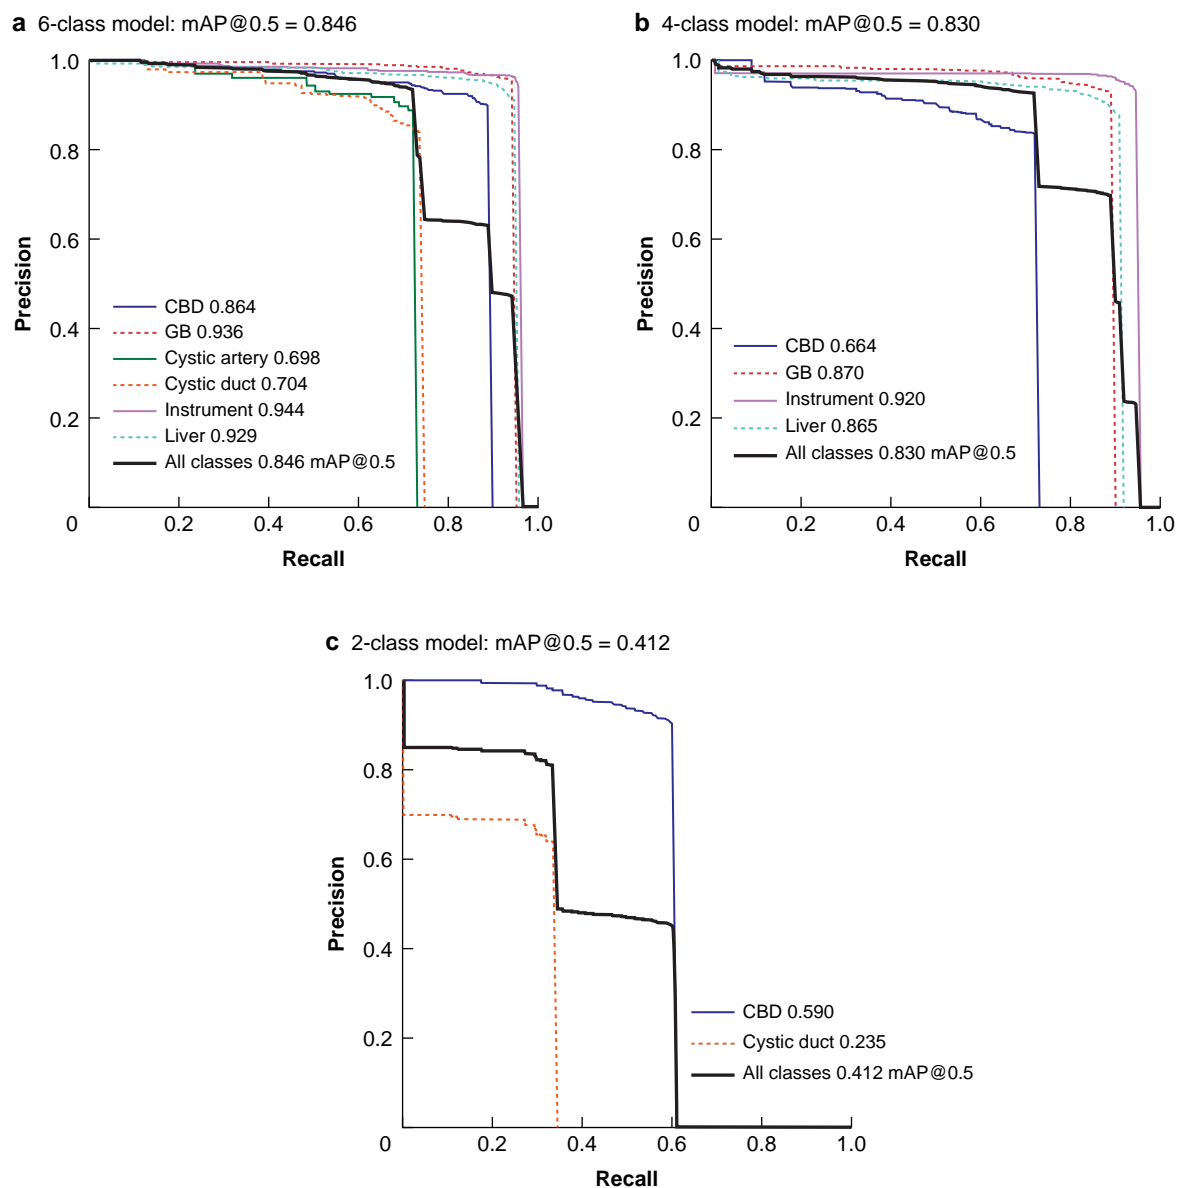 a 6-class model: mAP@0.5 = 0.846
1.0
0.8
0.6
0.4
0.2
0
0.2
0.4
0.6
0.8
1.0
Precision
Recall
CBD 0.864
GB 0.936
Cystic artery 0.698
Cystic duct 0.704
Instrument 0.944
Liver 0.929
All classes 0.846 mAP@0.5
b 4-class model: mAP@0.5 = 0.830
1.0
0.8
0.6
0.4
0.2
0
0.2
0.4
0.6
0.8
1.0
Precision
Recall
CBD 0.664
GB 0.870
Instrument 0.920
Liver 0.865
All classes 0.830 mAP@0.5
c 2-class model: mAP@0.5 = 0.412
1.0
0.8
0.6
0.4
0.2
0
0.2
0.4
0.6
0.8
1.0
Precision
Recall
CBD 0.590
Cystic duct 0.235
All classes 0.412 mAP@0.5